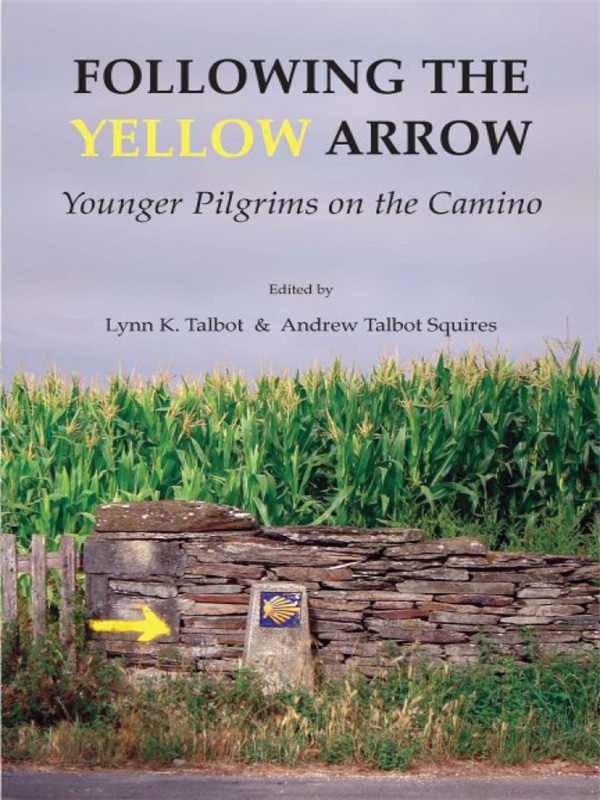 FOLLOWING THE
YELLOW ARROW
Younger Pilgrims on the Camino
Edited by
Lynn K. Talbot & Andrew Talbot Squires